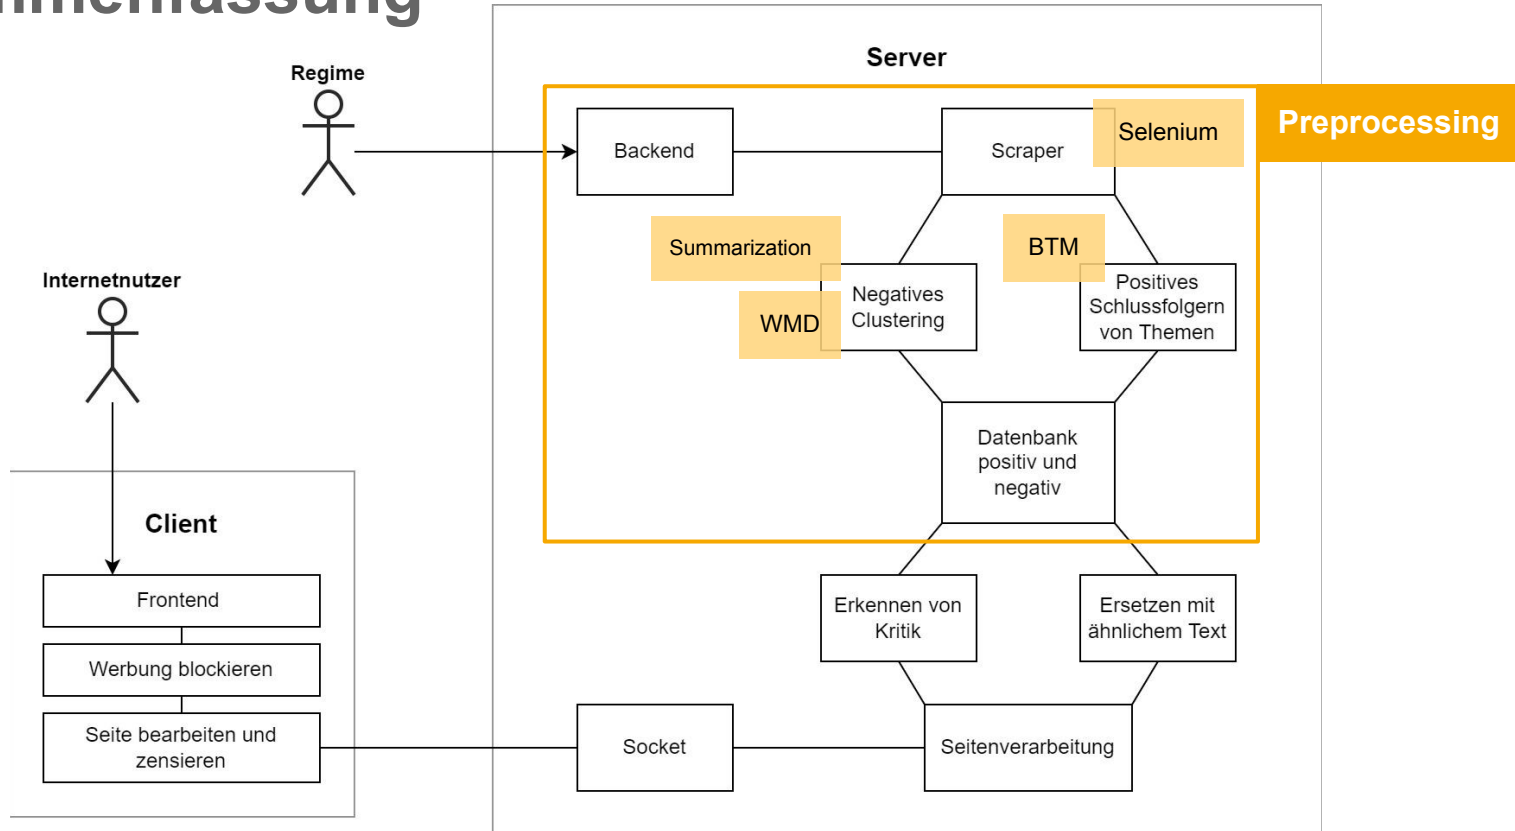 Server
Regime
Preprocessing
Selenium
Backend
Scraper
Summarization
BTM
Internetnutzer
Positives
Schlussfolgern
von Themen
Negatives
Clustering
WMD
Datenbank
positiv und
negativ
Client
Frontend
Erkennen von
Kritik
Ersetzen mit
ähnlichem Text
Werbung blockieren
Seite bearbeiten und
zensieren
Socket
Seitenverarbeitung